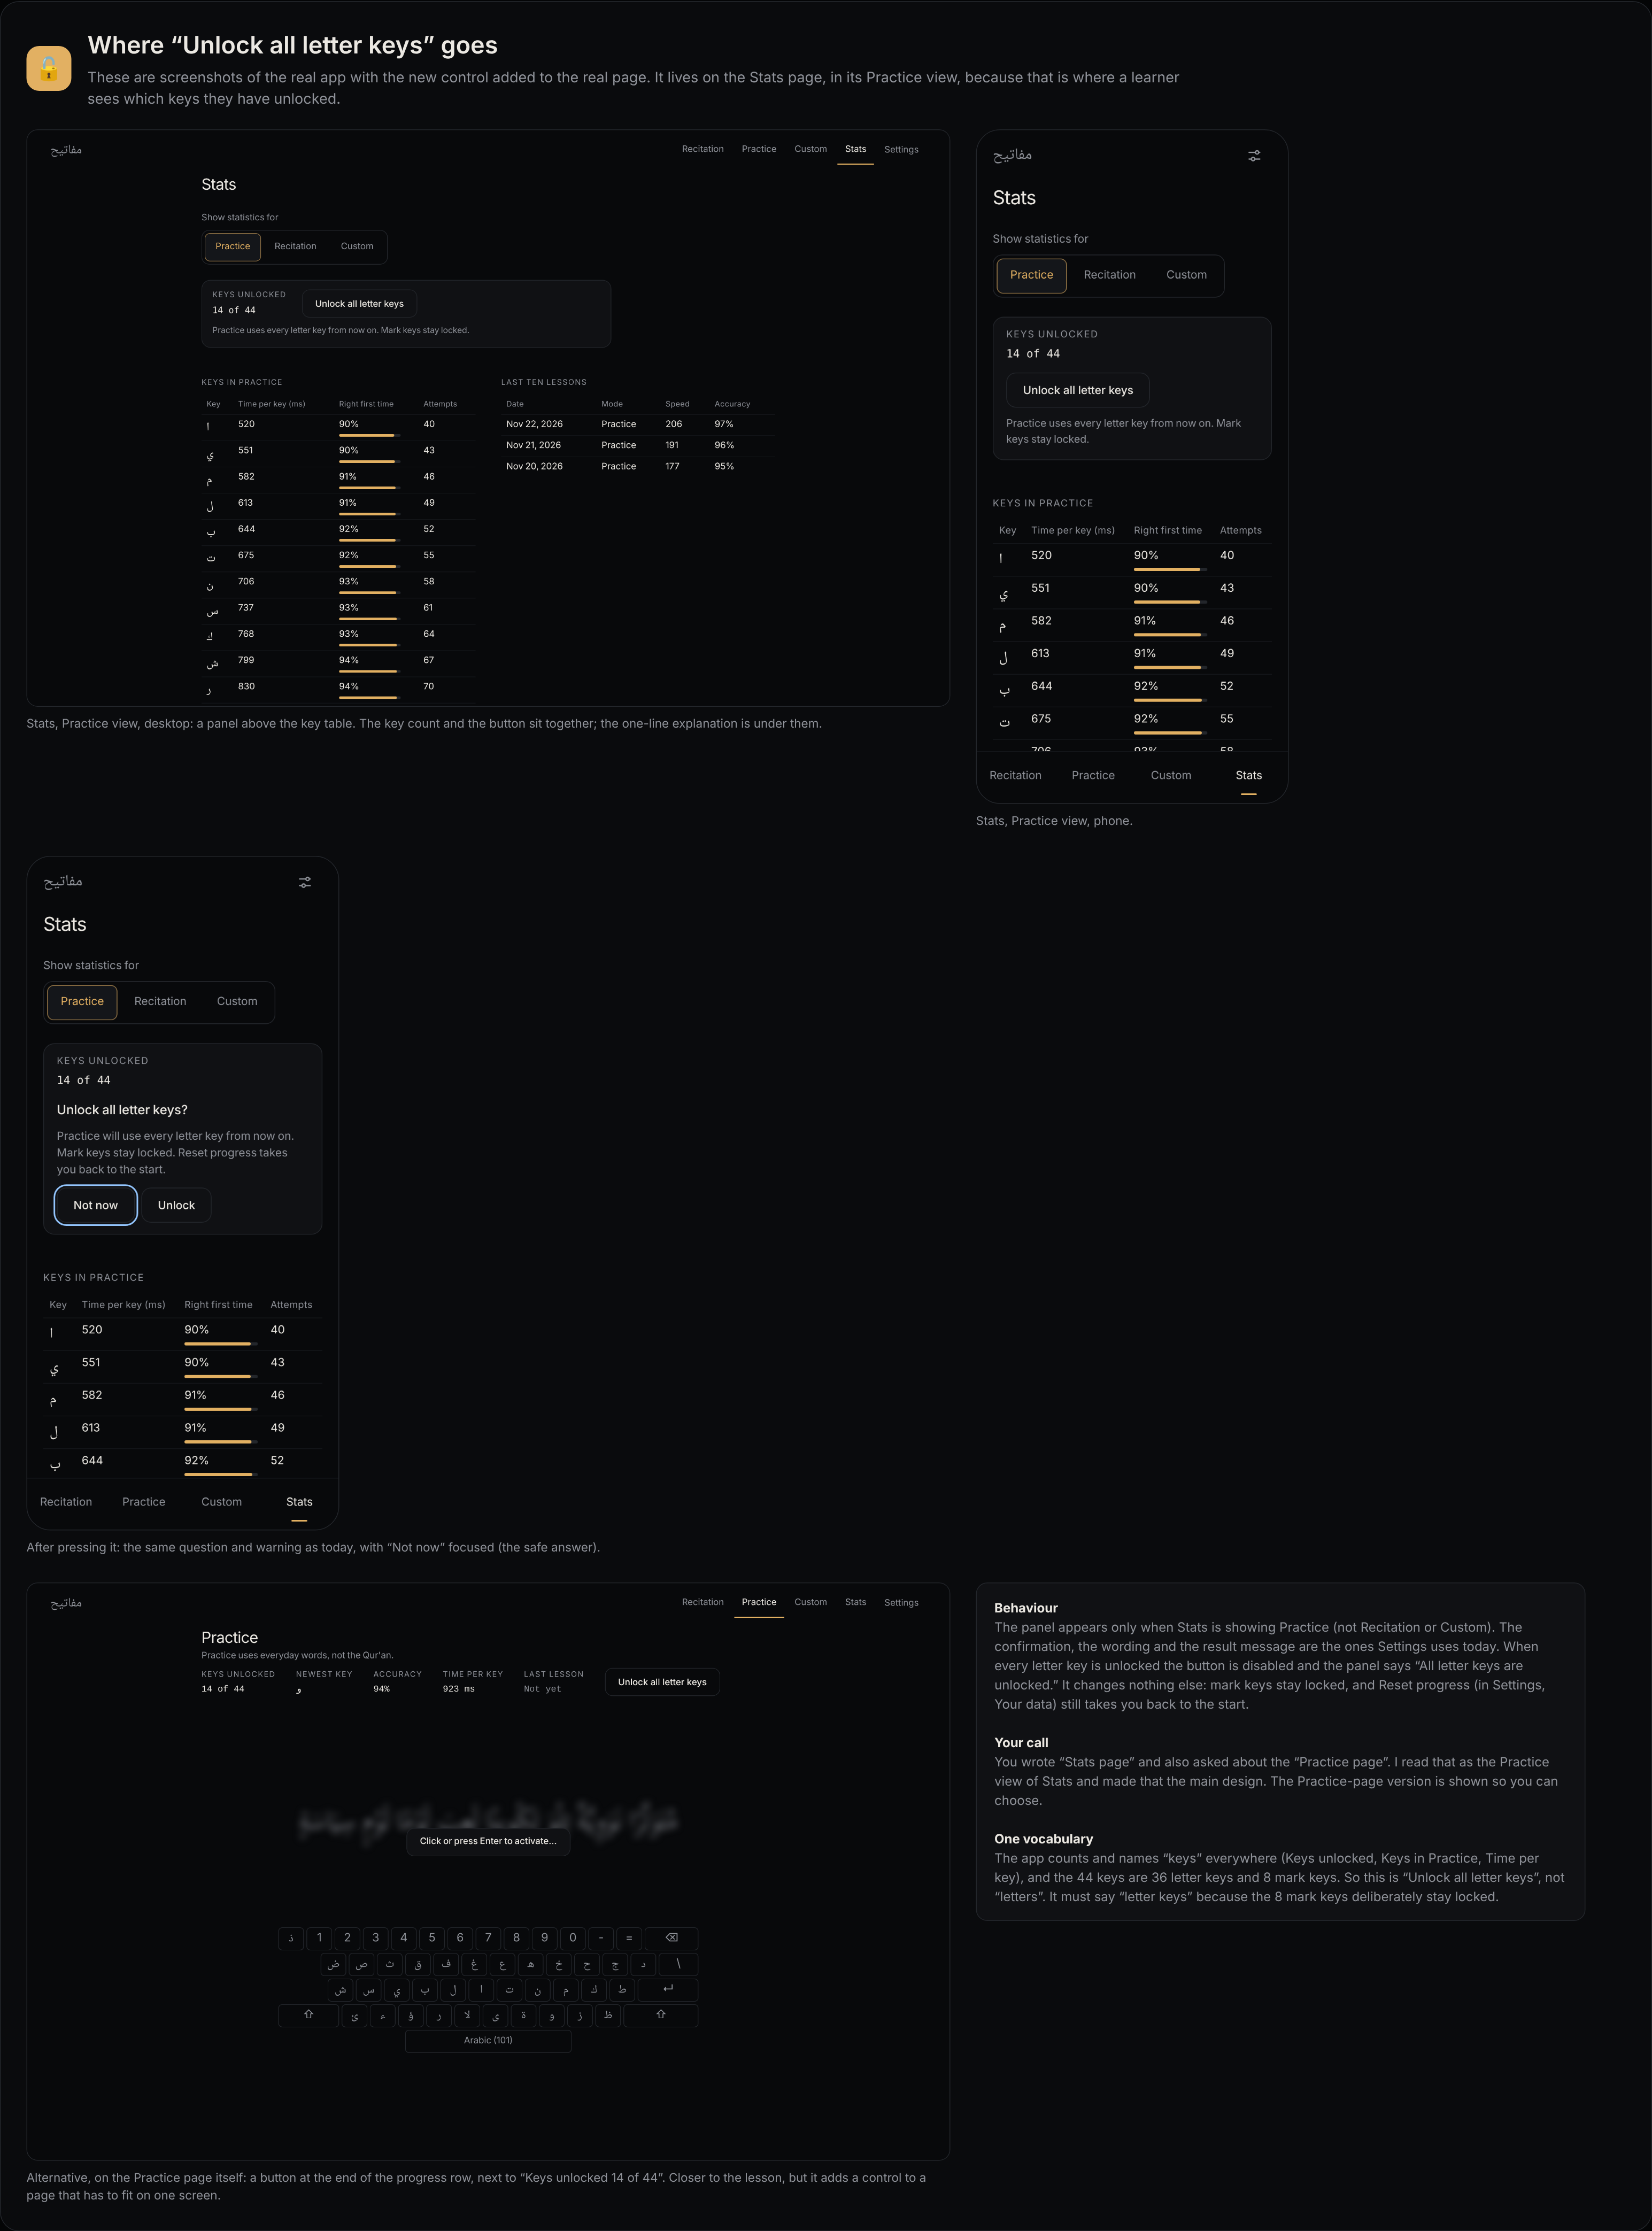 Where “Unlock all letter keys” goes
These are screenshots of the real app with the new control added to the real page. It lives on the Stats page, in its Practice view, because that is where a learner
sees which keys they have unlocked.
مفاتيح
Recitation Practice Custom Stats Settings
Stats
Show statistics for
Practice Recitation Custom
KEYS UNLOCKED
14 of 44
Unlock all letter keys
Practice uses every letter key from now on. Mark keys stay locked.
KEYS IN PRACTICE
Key Time per key (ms) Right first time Attempts
ا 520 90% 40
ي 551 90% 43
م 582 91% 46
ل 613 91% 49
ب 644 92% 52
ت 675 92% 55
ن 706 93% 58
س 737 93% 61
ك 768 93% 64
ش 799 94% 67
ر 830 94% 70
LAST TEN LESSONS
Date Mode Speed Accuracy
Nov 22, 2026 Practice 206 97%
Nov 21, 2026 Practice 191 96%
Nov 20, 2026 Practice 177 95%
Stats, Practice view, desktop: a panel above the key table. The key count and the button sit together; the one-line explanation is under them.
مفاتيح
Stats
Show statistics for
Practice Recitation Custom
KEYS UNLOCKED
14 of 44
Unlock all letter keys
Practice uses every letter key from now on. Mark
keys stay locked.
KEYS IN PRACTICE
Key Time per key (ms) Right first time Attempts
ا 520 90% 40
ي 551 90% 43
م 582 91% 46
ل 613 91% 49
ب 644 92% 52
ت 675 92% 55
706 93% 58
Recitation Practice Custom Stats
Stats, Practice view, phone.
مفاتيح
Stats
Show statistics for
Practice Recitation Custom
KEYS UNLOCKED
14 of 44
Unlock all letter keys?
Practice will use every letter key from now on.
Mark keys stay locked. Reset progress takes
you back to the start.
Not now Unlock
KEYS IN PRACTICE
Key Time per key (ms) Right first time Attempts
ا 520 90% 40
ي 551 90% 43
م 582 91% 46
ل 613 91% 49
ب 644 92% 52
Recitation Practice Custom Stats
After pressing it: the same question and warning as today, with “Not now” focused (the safe answer).
مفاتيح
Recitation Practice Custom Stats Settings
Practice
Practice uses everyday words, not the Qur'an.
KEYS UNLOCKED NEWEST KEY ACCURACY TIME PER KEY LAST LESSON
14 of 44 و 94% 923 ms Not yet
Unlock all letter keys
Click or press Enter to activate...
ذ 1 2 3 4 5 6 7 8 9 0 - = ⌫
ض ص ث ق ف غ ع ه خ ح ج د \
ش س ي ب ل ا ت ن م ك ط ↵
⇧ ئ ء ؤ ر لا ى ة و ز ظ ⇧
Arabic (101)
Alternative, on the Practice page itself: a button at the end of the progress row, next to “Keys unlocked 14 of 44”. Closer to the lesson, but it adds a control to a
page that has to fit on one screen.
Behaviour
The panel appears only when Stats is showing Practice (not Recitation or Custom). The
confirmation, the wording and the result message are the ones Settings uses today. When
every letter key is unlocked the button is disabled and the panel says “All letter keys are
unlocked.” It changes nothing else: mark keys stay locked, and Reset progress (in Settings,
Your data) still takes you back to the start.
Your call
You wrote “Stats page” and also asked about the “Practice page”. I read that as the Practice
view of Stats and made that the main design. The Practice-page version is shown so you can
choose.
One vocabulary
The app counts and names “keys” everywhere (Keys unlocked, Keys in Practice, Time per
key), and the 44 keys are 36 letter keys and 8 mark keys. So this is “Unlock all letter keys”, not
“letters”. It must say “letter keys” because the 8 mark keys deliberately stay locked.